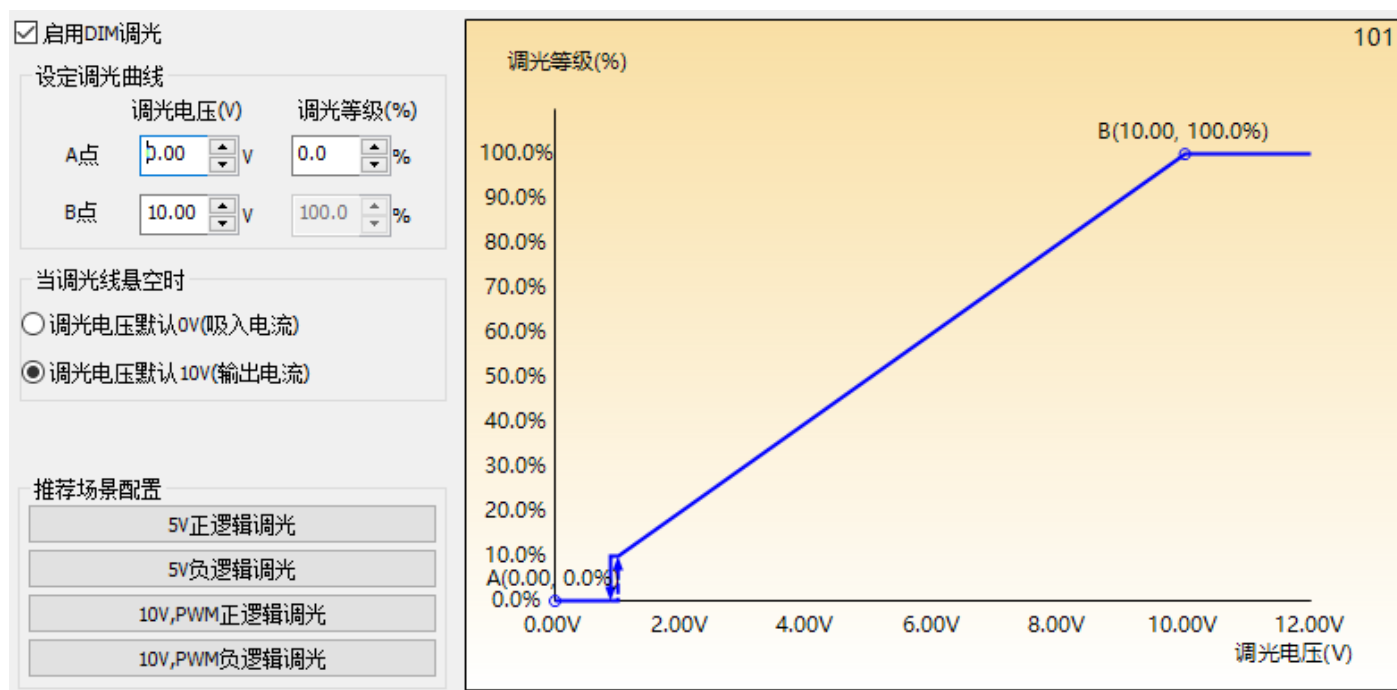 启用DIM调光
设定调光曲线
调光电压(V) 调光等级(%)
A点 0.00 V 0.0 %
B点 10.00 V 100.0 %
当调光线悬空时
调光电压默认0V(吸入电流)
调光电压默认10V(输出电流)
推荐场景配置
5V正逻辑调光
5V负逻辑调光
10V,PWM正逻辑调光
10V,PWM负逻辑调光
101
调光等级(%)
B(10.00, 100.0%)
100.0%
90.0%
80.0%
70.0%
60.0%
50.0%
40.0%
30.0%
20.0%
10.0%
A(0.00, 0.0%)
0.0%
0.00V 2.00V 4.00V 6.00V 8.00V 10.00V 12.00V
调光电压(V)